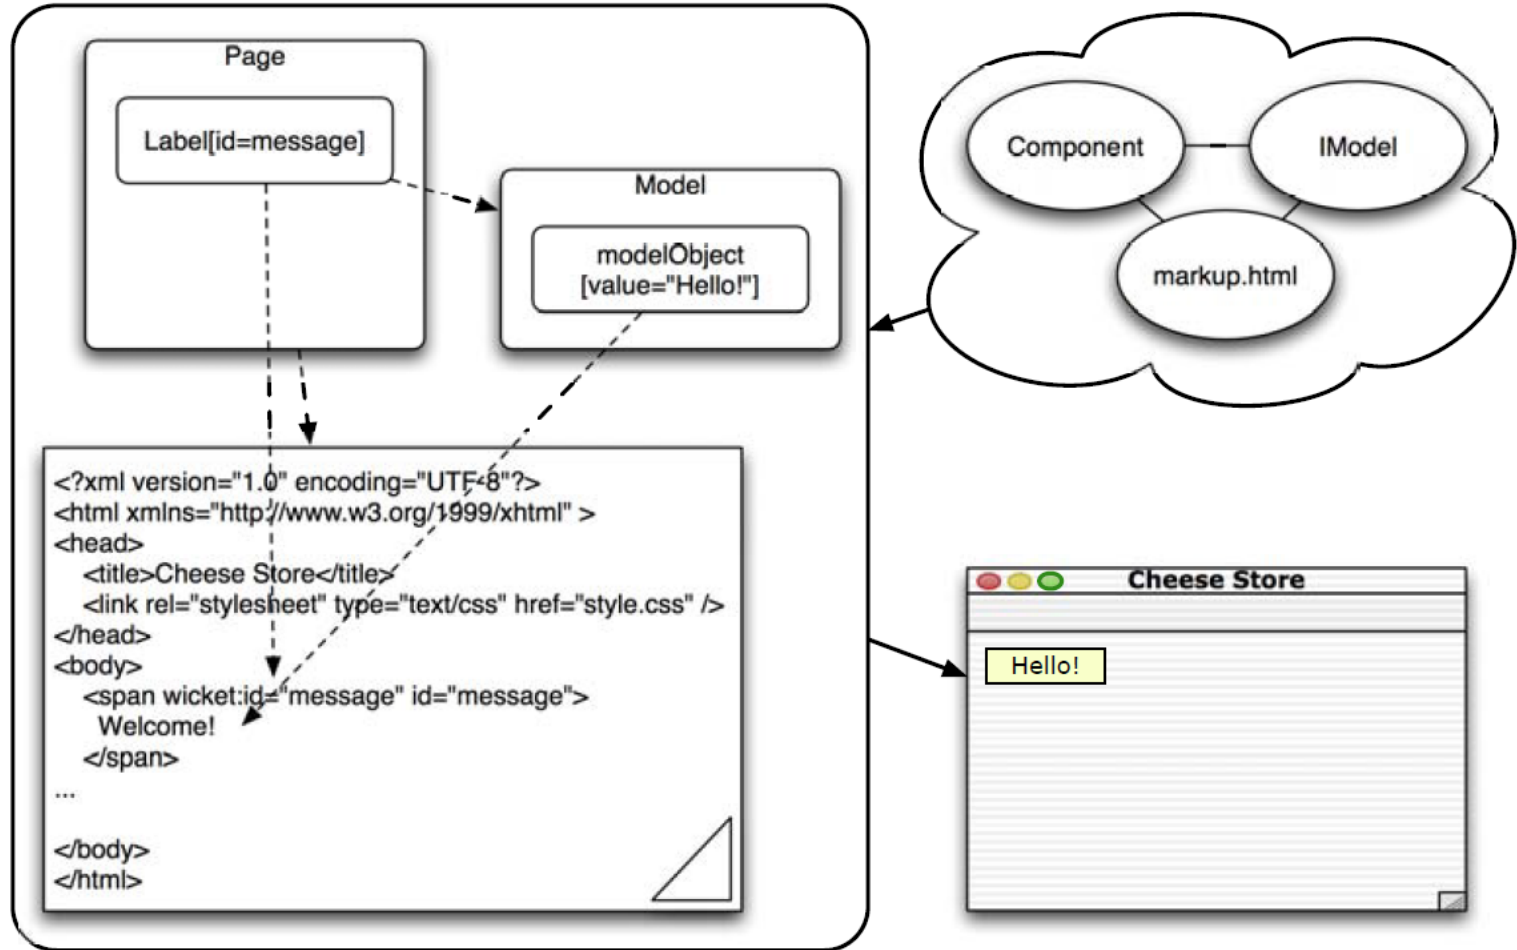 Page
Label[id=message]
Model
modelObject
[value="Hello!"]
<?xml version="1.0" encoding="UTF-8"?>
<html xmlns="http://www.w3.org/1999/xhtml" >
<head>
<title>Cheese Store</title>
<link rel="stylesheet" type="text/css" href="style.css" />
</head>
<body>
<span wicket:id="message" id="message">
Welcome!
</span>
...
</body>
</html>
Component
IModel
markup.html
Cheese Store
Hello!